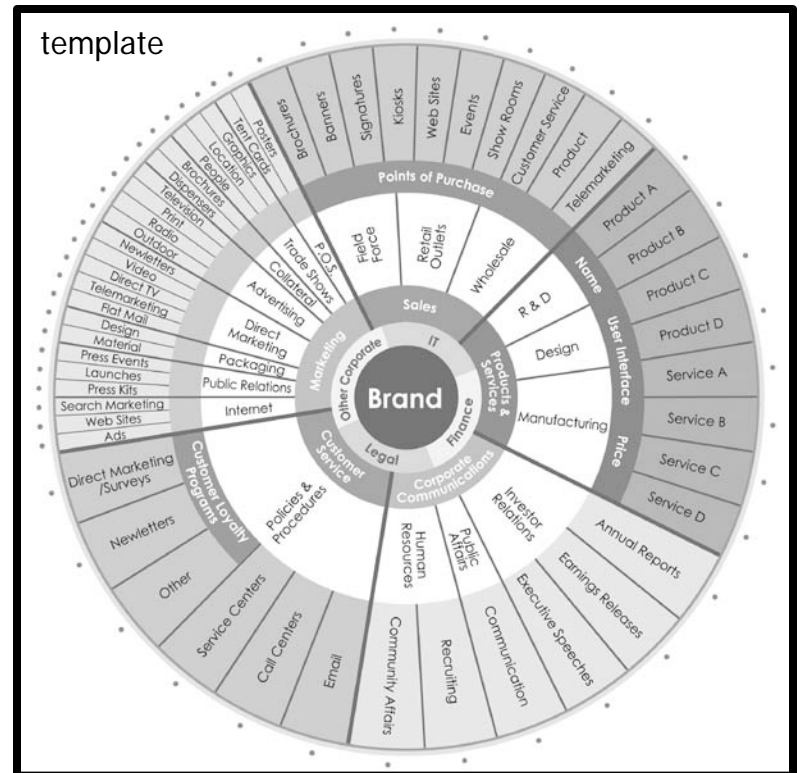 template
Brand
IT
Finance
Legal
Other Corporate
Sales
Products &
Services
Corporate
Communications
Customer
Service
Marketing
Field
Force
Retail
Outlets
Wholesale
R & D
Design
Manufacturing
Investor
Relations
Public
Affairs
Human
Resources
Policies &
Procedures
Internet
Public Relations
Packaging
Direct
Marketing
Advertising
Collateral
Trade Shows
P.O.S.
Points of Purchase
Name
User Interface
Price
Customer Loyalty
Programs
Brochures
Banners
Signatures
Kiosks
Web Sites
Events
Show Rooms
Customer Service
Product
Telemarketing
Product A
Product B
Product C
Product D
Service A
Service B
Service C
Service D
Annual Reports
Earnings Releases
Executive Speeches
Communication
Recruiting
Community Affairs
Email
Call Centers
Service Centers
Other
Newletters
Direct Marketing
/Surveys
Ads
Web Sites
Search Marketing
Press Kits
Launches
Press Events
Material
Design
Flat Mail
Telemarketing
Direct TV
Video
Newletters
Outdoor
Radio
Print
Television
Dispensers
Brochures
People
Location
Graphics
Tent Cards
Posters